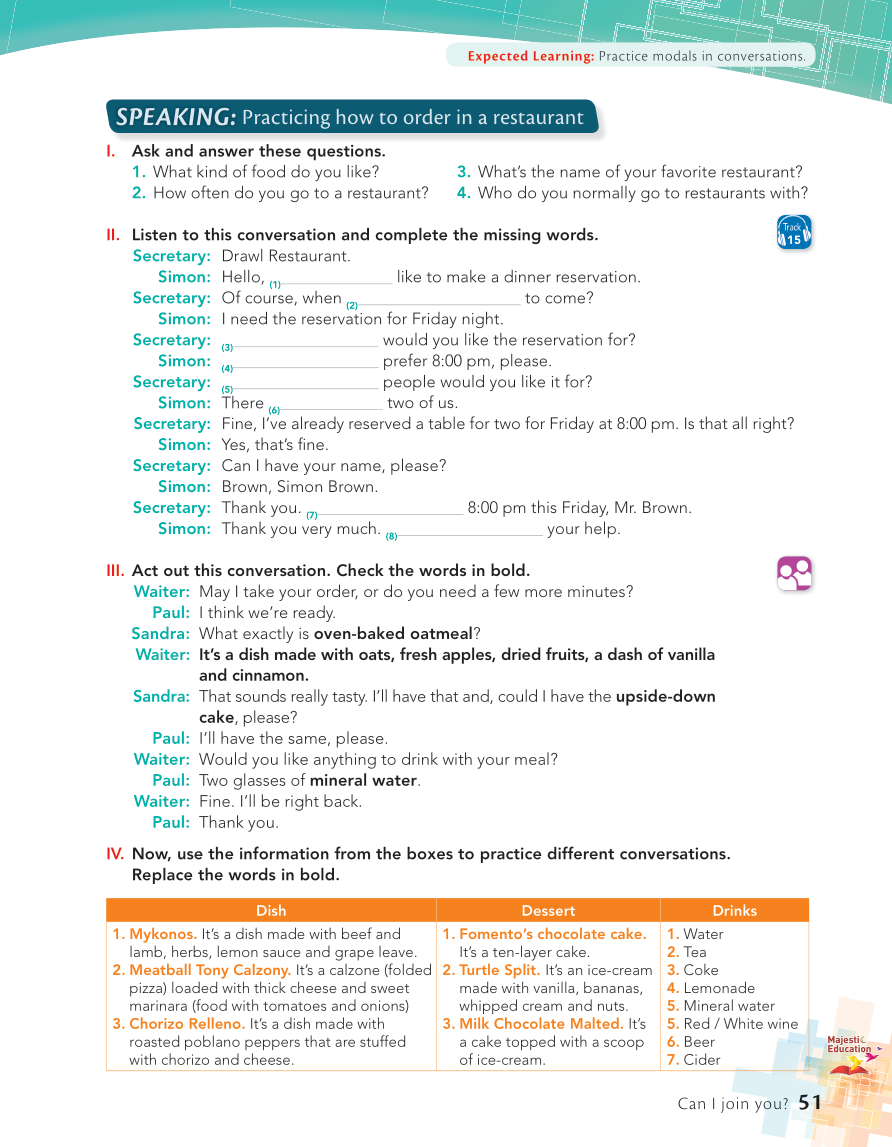 Expected Learning: Practice modals in conversations.
SPEAKING: Practicing how to order in a restaurant
I. Ask and answer these questions.
1. What kind of food do you like?
2. How often do you go to a restaurant?
3. What's the name of your favorite restaurant?
4. Who do you normally go to restaurants with?
II. Listen to this conversation and complete the missing words.
Track
15
Secretary: Drawl Restaurant.
Simon: Hello, (1)____________ like to make a dinner reservation.
Secretary: Of course, when (2)____________ to come?
Simon: I need the reservation for Friday night.
Secretary: (3)____________ would you like the reservation for?
Simon: (4)____________ prefer 8:00 pm, please.
Secretary: (5)____________ people would you like it for?
Simon: There (6)____________ two of us.
Secretary: Fine, I've already reserved a table for two for Friday at 8:00 pm. Is that all right?
Simon: Yes, that's fine.
Secretary: Can I have your name, please?
Simon: Brown, Simon Brown.
Secretary: Thank you. (7)____________ 8:00 pm this Friday, Mr. Brown.
Simon: Thank you very much. (8)____________ your help.
III. Act out this conversation. Check the words in bold.
Waiter: May I take your order, or do you need a few more minutes?
Paul: I think we're ready.
Sandra: What exactly is oven-baked oatmeal?
Waiter: It's a dish made with oats, fresh apples, dried fruits, a dash of vanilla
and cinnamon.
Sandra: That sounds really tasty. I'll have that and, could I have the upside-down
cake, please?
Paul: I'll have the same, please.
Waiter: Would you like anything to drink with your meal?
Paul: Two glasses of mineral water.
Waiter: Fine. I'll be right back.
Paul: Thank you.
IV. Now, use the information from the boxes to practice different conversations.
Replace the words in bold.
Dish
1. Mykonos. It's a dish made with beef and
lamb, herbs, lemon sauce and grape leave.
2. Meatball Tony Calzony. It's a calzone (folded
pizza) loaded with thick cheese and sweet
marinara (food with tomatoes and onions)
3. Chorizo Relleno. It's a dish made with
roasted poblano peppers that are stuffed
with chorizo and cheese.
Dessert
1. Fomento's chocolate cake.
It's a ten-layer cake.
2. Turtle Split. It's an ice-cream
made with vanilla, bananas,
whipped cream and nuts.
3. Milk Chocolate Malted. It's
a cake topped with a scoop
of ice-cream.
Drinks
1. Water
2. Tea
3. Coke
4. Lemonade
5. Mineral water
5. Red / White wine
6. Beer
7. Cider
Majestic
Education
Can I join you? 51